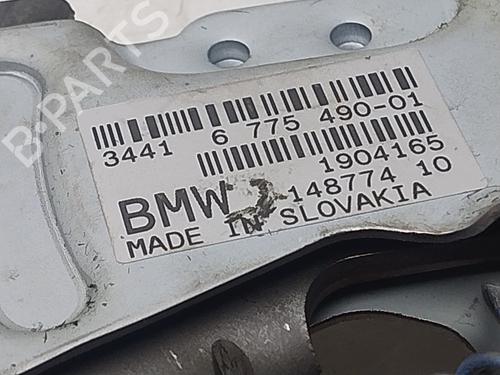 B-PARTS
3441 6 775 490-01
1904165
BMW 148774 10
MADE IN SLOVAKIA